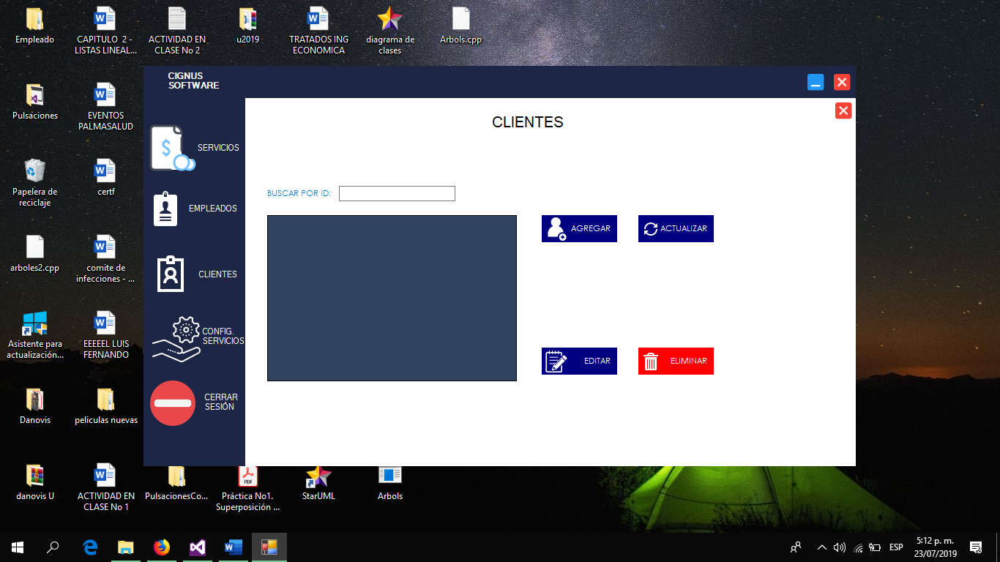 Empleado
CAPITULO 2 -
LISTAS LINEAL...
ACTIVIDAD EN
CLASE No 2
u2019
TRATADOS ING
ECONOMICA
diagrama de
clases
Arbols.cpp
CIGNUS
SOFTWARE
CLIENTES
Pulsaciones
EVENTOS
PALMASALUD
$
SERVICIOS
Papelera de
reciclaje
certf
BUSCAR POR ID:
EMPLEADOS
AGREGAR
ACTUALIZAR
arboles2.cpp
comite de
infecciones - ...
CLIENTES
Asistente para
actualización...
EEEEEL LUIS
FERNANDO
CONFIG.
SERVICIOS
EDITAR
ELIMINAR
Danovis
peliculas nuevas
CERRAR
SESIÓN
danovis U
ACTIVIDAD EN
CLASE No 1
PulsacionesCo...
PDF
Práctica No1.
Superposición ...
StarUML
Arbols
ESP
5:12 p. m.
23/07/2019